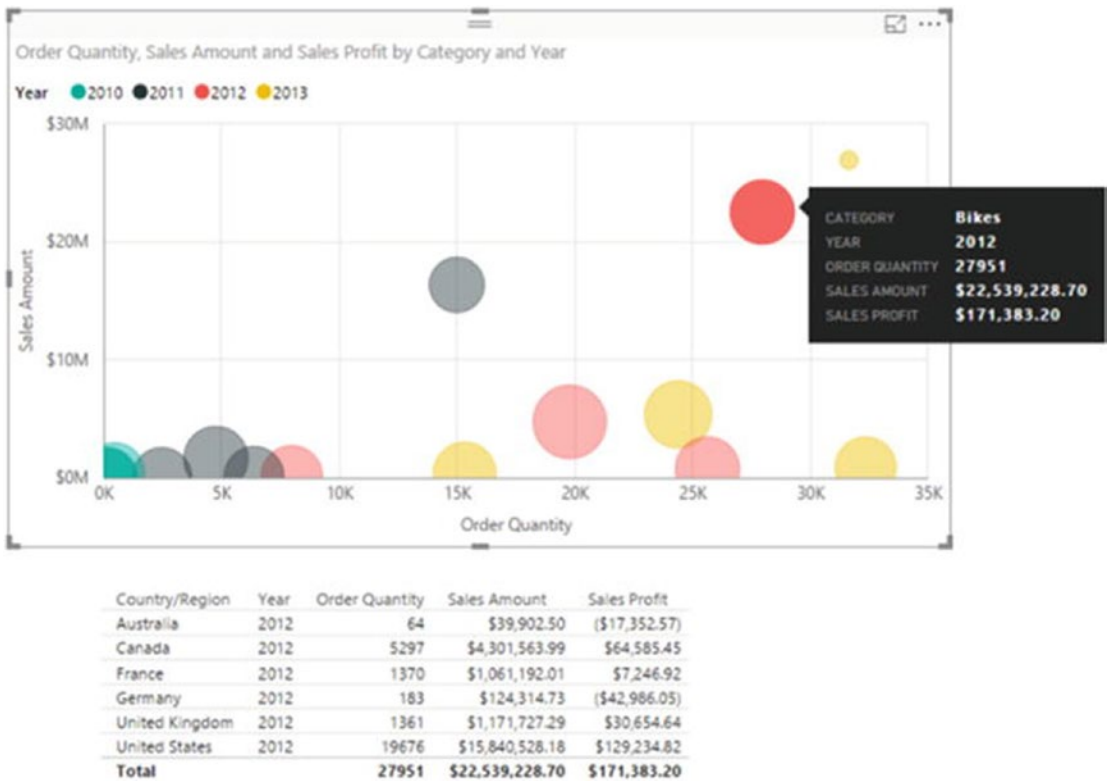 Order Quantity, Sales Amount and Sales Profit by Category and Year
Year 2010 2011 2012 2013
$30M
$20M
$10M
$0M
Sales Amount
0K 5K 10K 15K 20K 25K 30K 35K
Order Quantity
CATEGORY Bikes
YEAR 2012
ORDER QUANTITY 27951
SALES AMOUNT $22,539,228.70
SALES PROFIT $171,383.20
Country/Region Year Order Quantity Sales Amount Sales Profit
Australia 2012 64 $39,902.50 ($17,352.57)
Canada 2012 5297 $4,301,563.99 $64,585.45
France 2012 1370 $1,061,192.01 $7,246.92
Germany 2012 183 $124,314.73 ($42,986.05)
United Kingdom 2012 1361 $1,171,727.29 $30,654.64
United States 2012 19676 $15,840,528.18 $129,234.82
Total 27951 $22,539,228.70 $171,383.20